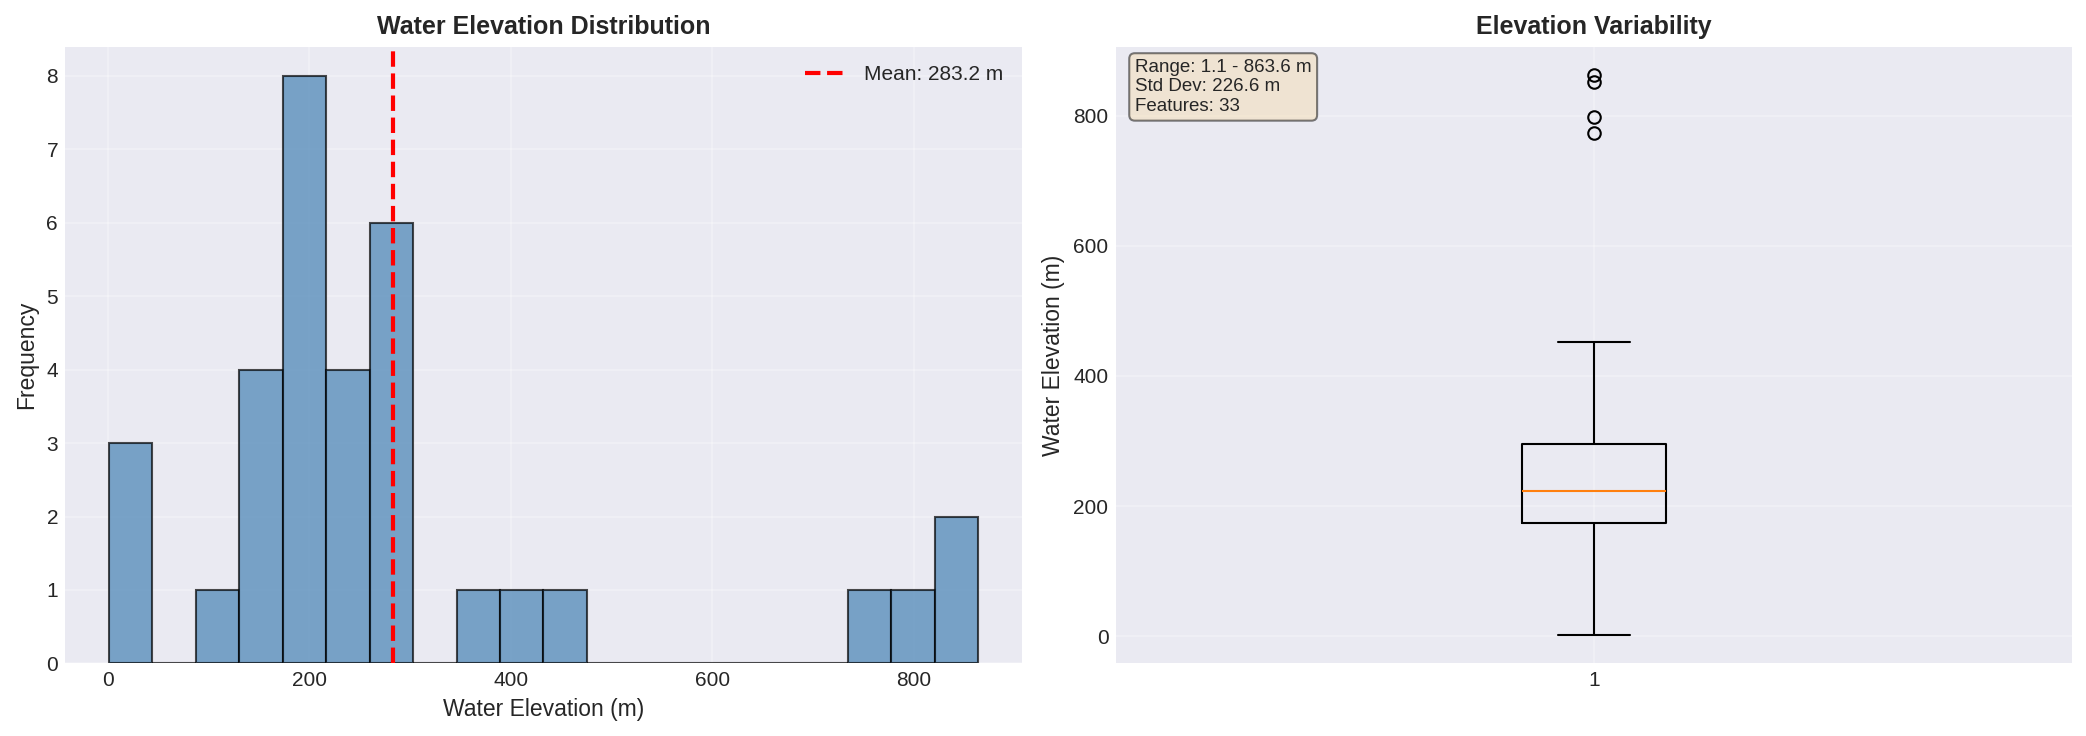 Water Elevation Distribution
Mean: 283.2 m
Frequency
8
7
6
5
4
3
2
1
0
0 200 400 600 800
Water Elevation (m)
Elevation Variability
Range: 1.1 - 863.6 m
Std Dev: 226.6 m
Features: 33
Water Elevation (m)
800
600
400
200
0
1